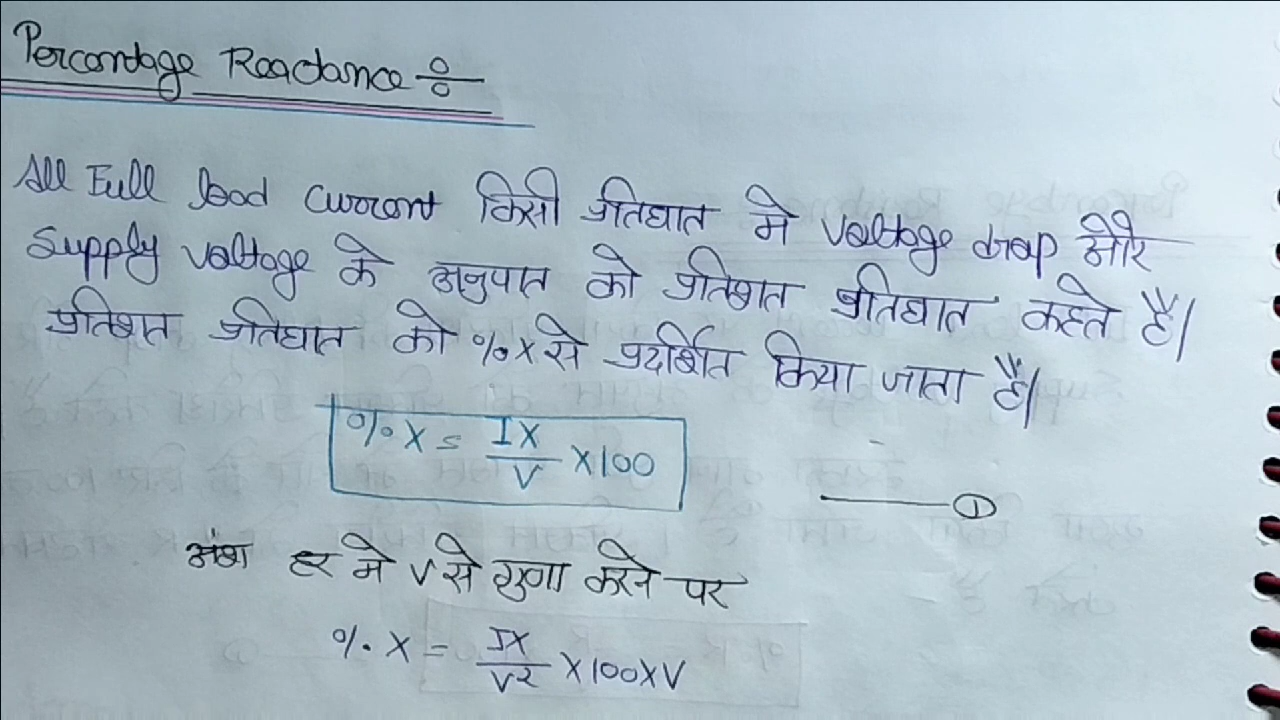 Percentage Reactance ÷
All Full load current किसी प्रतिघात मे voltage drop और
Supply voltage के अनुपात को प्रतिशत प्रतिघात कहते है।
प्रतिशत प्रतिघात को %X से प्रदर्शित किया जाता है।
%X = IX/V X100
①
अंश हर मे V से गुणा करने पर
%X = IX/V² X100XV